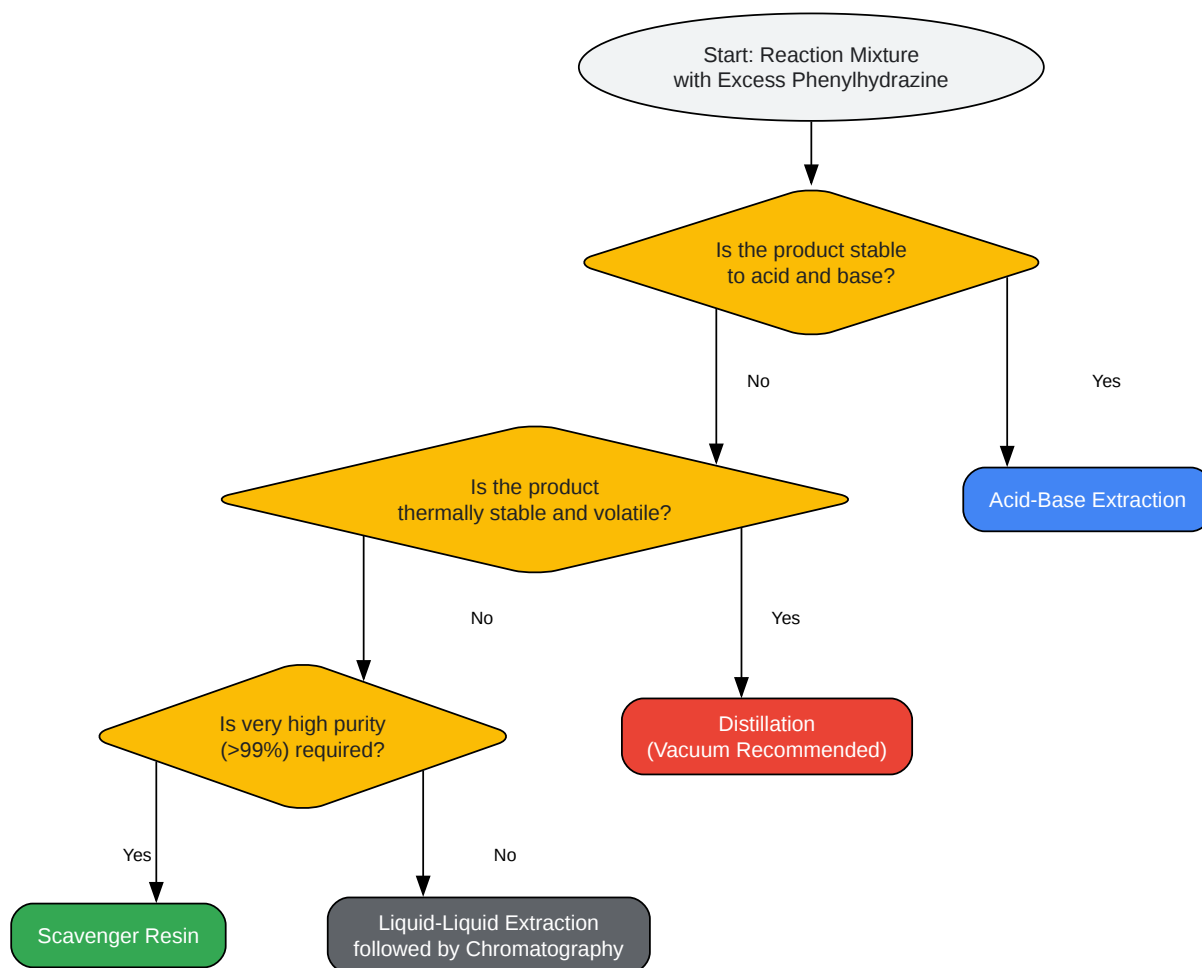 Start: Reaction Mixture
with Excess Phenylhydrazine
Is the product stable
to acid and base?
No
Yes
Is the product
thermally stable and volatile?
Acid-Base Extraction
No
Yes
Is very high purity
(>99%) required?
Distillation
(Vacuum Recommended)
Yes
No
Scavenger Resin
Liquid-Liquid Extraction
followed by Chromatography